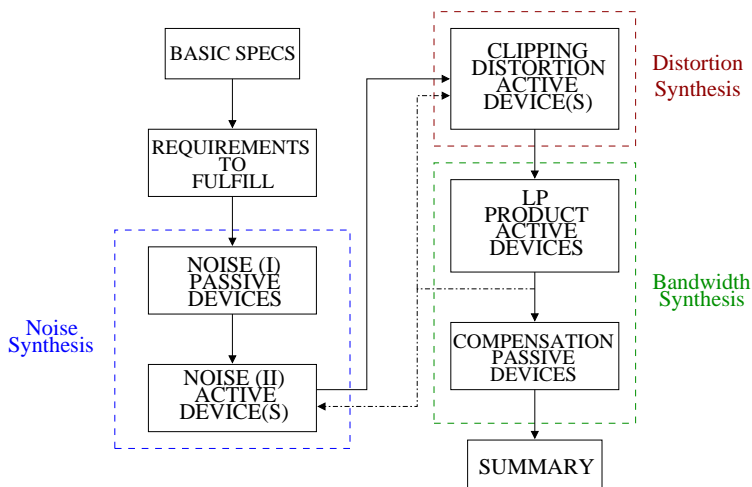 BASIC SPECS
REQUIREMENTS
TO
FULFILL
Noise
Synthesis
NOISE (I)
PASSIVE
DEVICES
NOISE (II)
ACTIVE
DEVICE(S)
CLIPPING
DISTORTION
ACTIVE
DEVICE(S)
Distortion
Synthesis
LP
PRODUCT
ACTIVE
DEVICES
Bandwidth
Synthesis
COMPENSATION
PASSIVE
DEVICES
SUMMARY